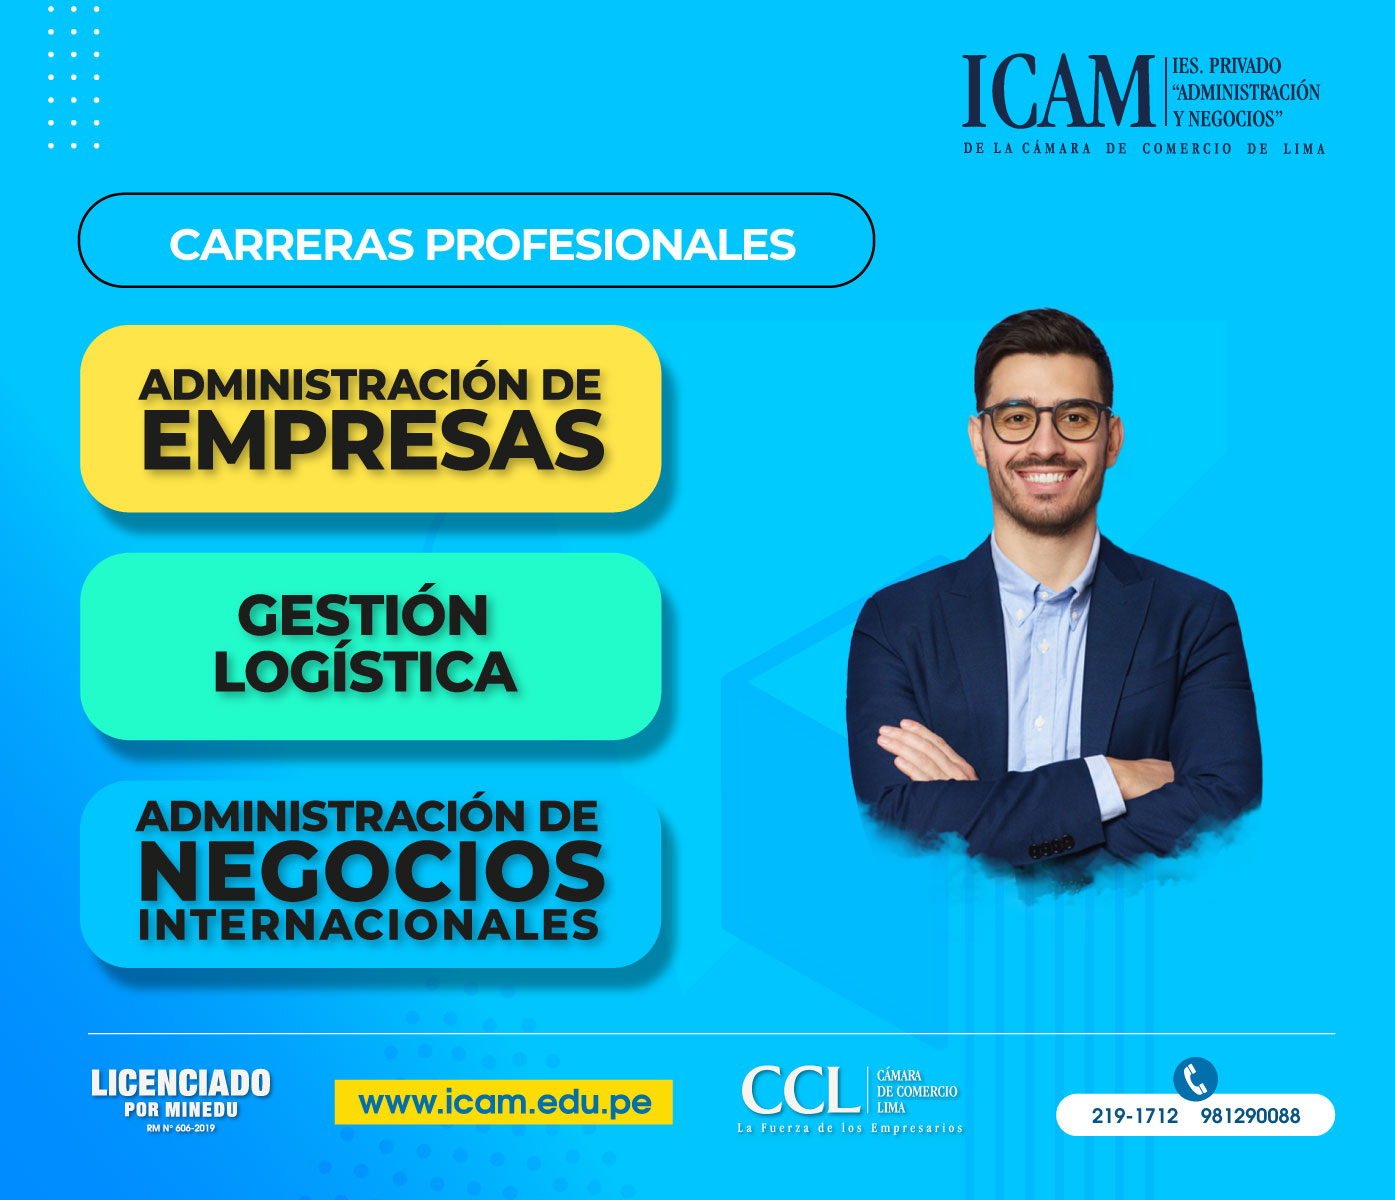 ICAM
IES. PRIVADO
“ADMINISTRACIÓN
Y NEGOCIOS”
DE LA CÁMARA DE COMERCIO DE LIMA
CARRERAS PROFESIONALES
ADMINISTRACIÓN DE
EMPRESAS
GESTIÓN
LOGÍSTICA
ADMINISTRACIÓN DE
NEGOCIOS
INTERNACIONALES
LICENCIADO
POR MINEDU
RM Nº 606-2019
www.icam.edu.pe
CCL
CÁMARA
DE COMERCIO
LIMA
La Fuerza de los Empresarios
219-1712 981290088